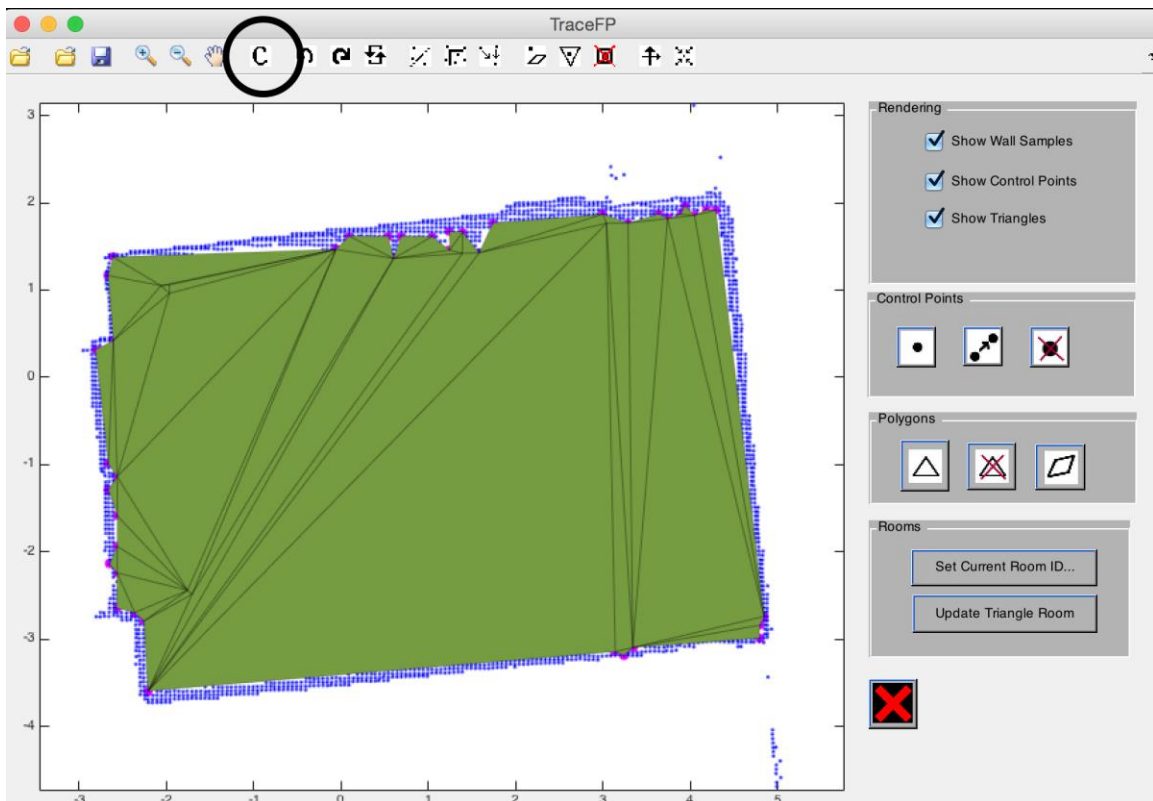 TraceFP
C
Rendering
Show Wall Samples
Show Control Points
Show Triangles
Control Points
Polygons
Rooms
Set Current Room ID...
Update Triangle Room
3
2
1
0
-1
-2
-3
-4
-3
-2
-1
0
1
2
3
4
5